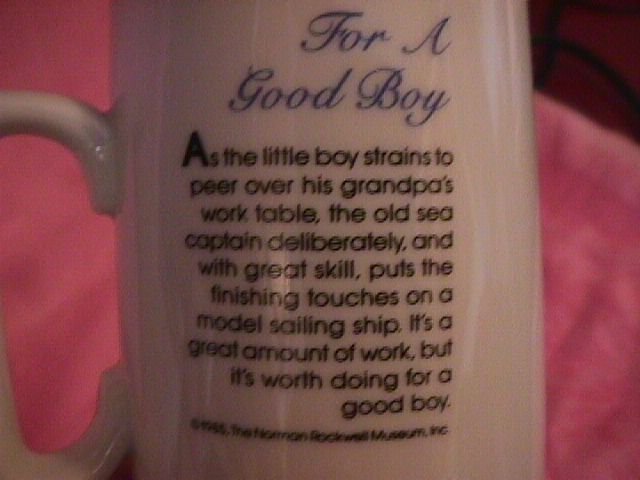 For A
Good Boy
As the little boy strains to
peer over his grandpa's
work table, the old sea
captain deliberately, and
with great skill, puts the
finishing touches on a
model sailing ship. It's a
great amount of work, but
it's worth doing for a
good boy.
©1985, The Norman Rockwell Museum, Inc.